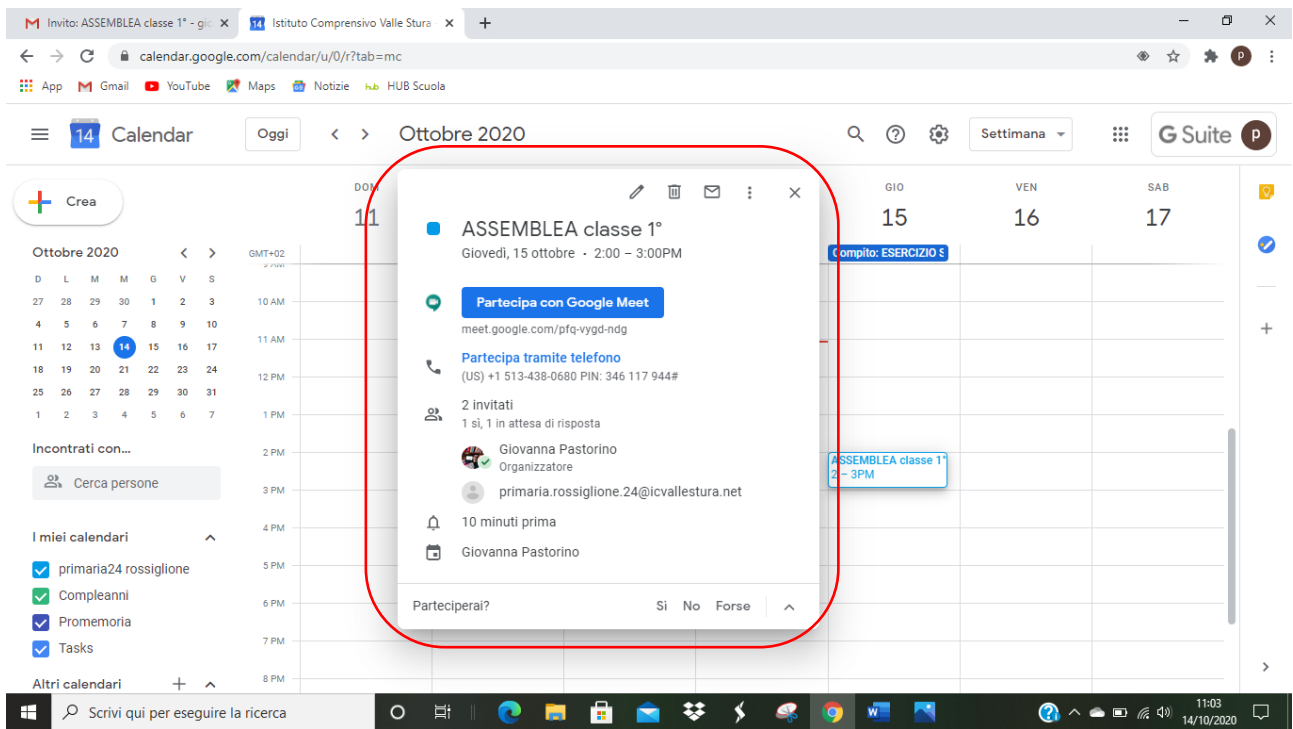 Invito: ASSEMBLEA classe 1° - gio
14 Istituto Comprensivo Valle Stura -
calendar.google.com/calendar/u/0/r?tab=mc
P
App Gmail YouTube Maps Notizie hub HUB Scuola
14 Calendar Oggi Ottobre 2020 Settimana G Suite P
Crea
DOM GIO VEN SAB
11 15 16 17
Ottobre 2020
GMT+02
Compito: ESERCIZIO S
D L M M G V S
27 28 29 30 1 2 3
4 5 6 7 8 9 10
11 12 13 14 15 16 17
18 19 20 21 22 23 24
25 26 27 28 29 30 31
1 2 3 4 5 6 7
9 AM
10 AM
11 AM
12 PM
1 PM
2 PM
3 PM
4 PM
5 PM
6 PM
7 PM
8 PM
Incontrati con...
Cerca persone
I miei calendari
primaria24 rossiglione
Compleanni
Promemoria
Tasks
Altri calendari
ASSEMBLEA classe 1°
Giovedì, 15 ottobre · 2:00 – 3:00PM
Partecipa con Google Meet
meet.google.com/pfq-vygd-ndg
Partecipa tramite telefono
(US) +1 513-438-0680 PIN: 346 117 944#
2 invitati
1 sì, 1 in attesa di risposta
Giovanna Pastorino
Organizzatore
primaria.rossiglione.24@icvallestura.net
10 minuti prima
Giovanna Pastorino
Parteciperai? Sì No Forse
ASSEMBLEA classe 1°
2 – 3PM
Scrivi qui per eseguire la ricerca
11:03
14/10/2020